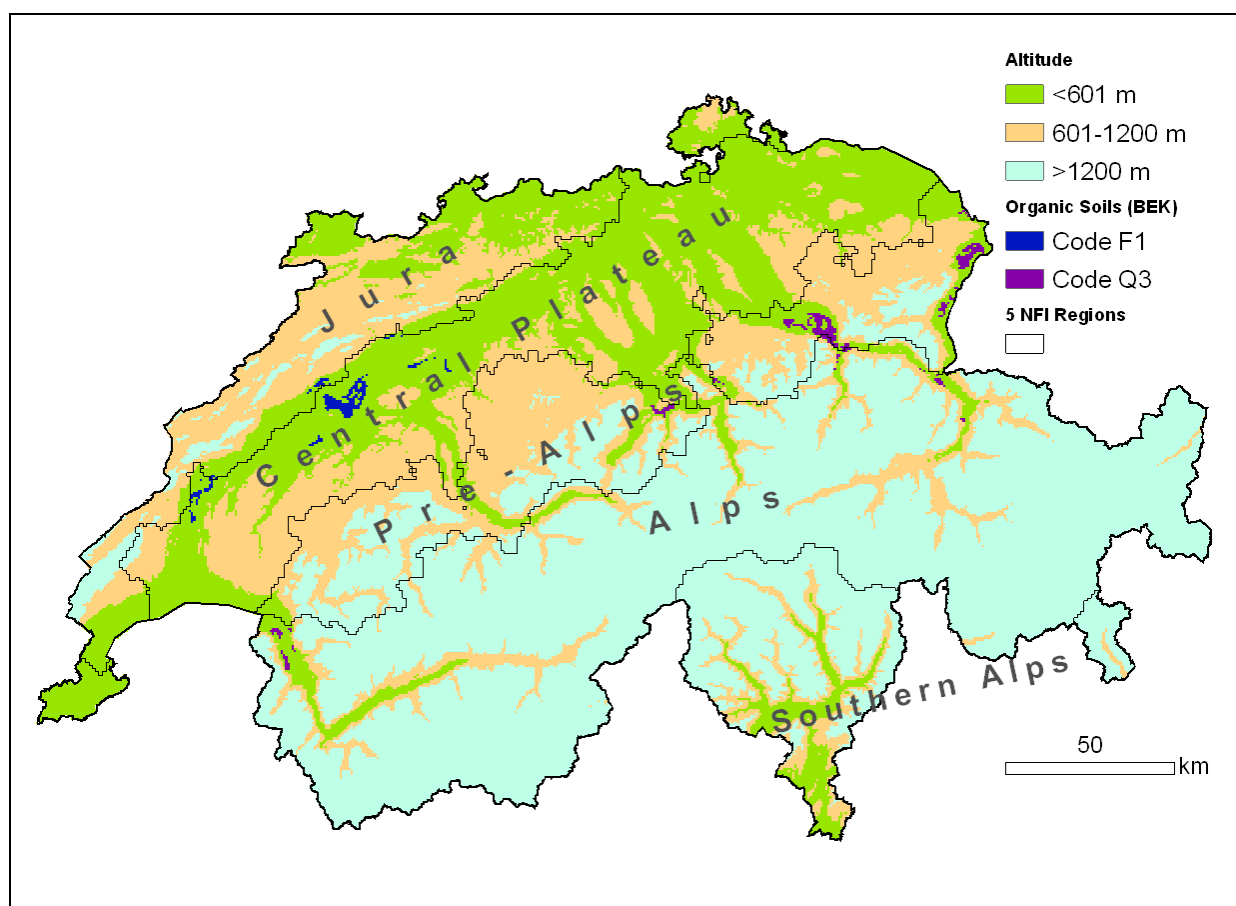 Altitude
<601 m
601-1200 m
>1200 m
Organic Soils (BEK)
Code F1
Code Q3
5 NFI Regions
Jura
Central Plateau
Pre-Alps
Alps
Southern Alps
50
km